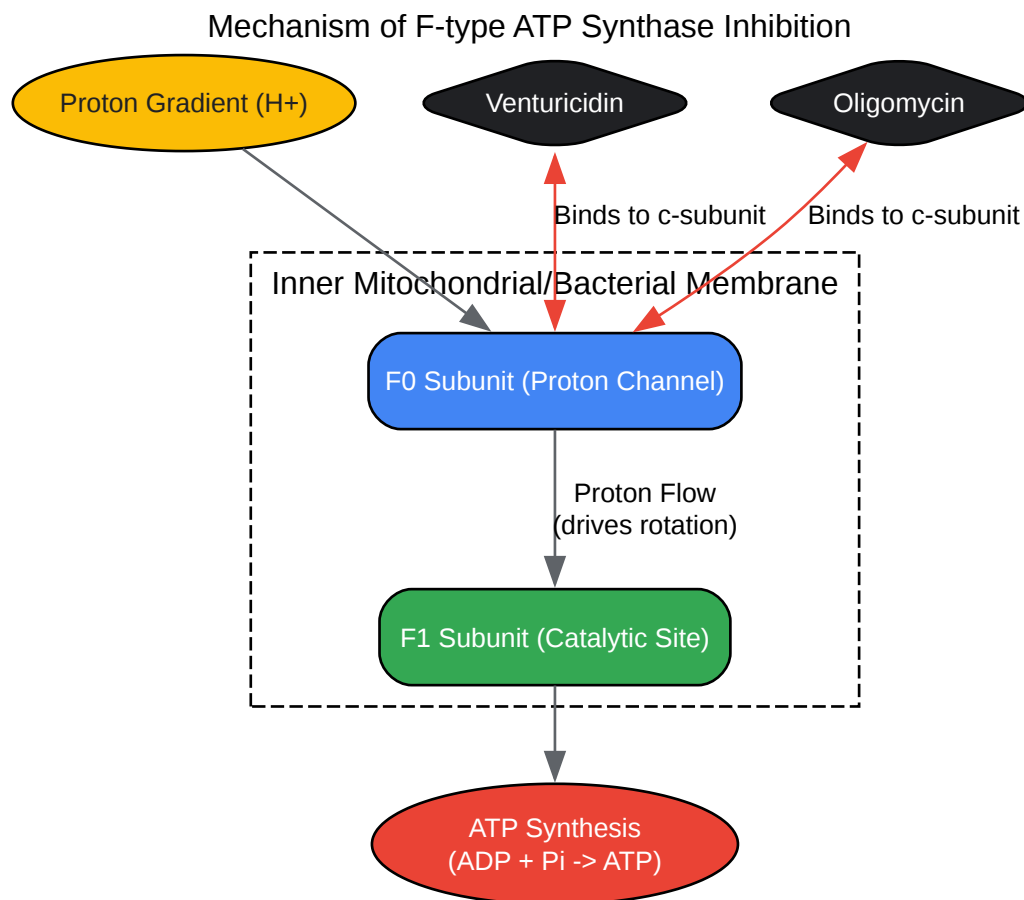 Mechanism of F-type ATP Synthase Inhibition
Proton Gradient (H+)
Venturicidin
Oligomycin
Binds to c-subunit
Binds to c-subunit
Inner Mitochondrial/Bacterial Membrane
F0 Subunit (Proton Channel)
Proton Flow
(drives rotation)
F1 Subunit (Catalytic Site)
ATP Synthesis
(ADP + Pi -> ATP)